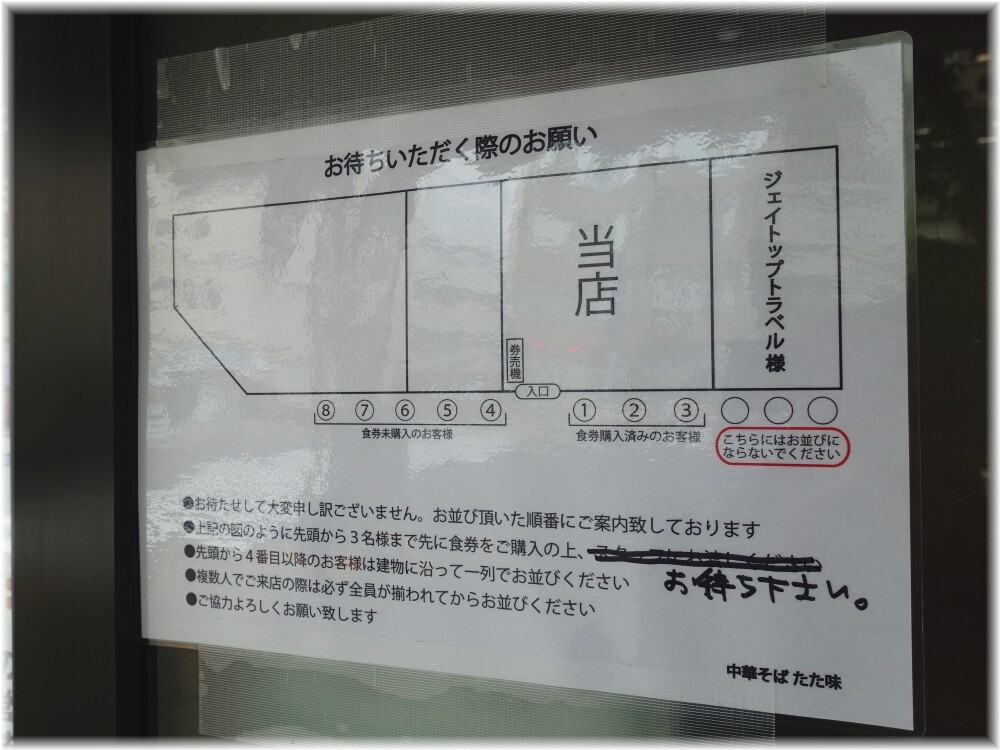 お待ちいただく際のお願い
当店
ジェイトップトラベル様
券売機
入口
⑧ ⑦ ⑥ ⑤ ④
① ② ③
食券未購入のお客様
食券購入済みのお客様
こちらにはお並びに
ならないでください
●お待たせして大変申し訳ございません。お並び頂いた順番にご案内致しております
●上記の図のように先頭から3名様まで先に食券をご購入の上、
お待ち下さい。
●先頭から4番目以降のお客様は建物に沿って一列でお並びください
●複数人でご来店の際は必ず全員が揃われてからお並びください
●ご協力よろしくお願い致します
中華そば たた味